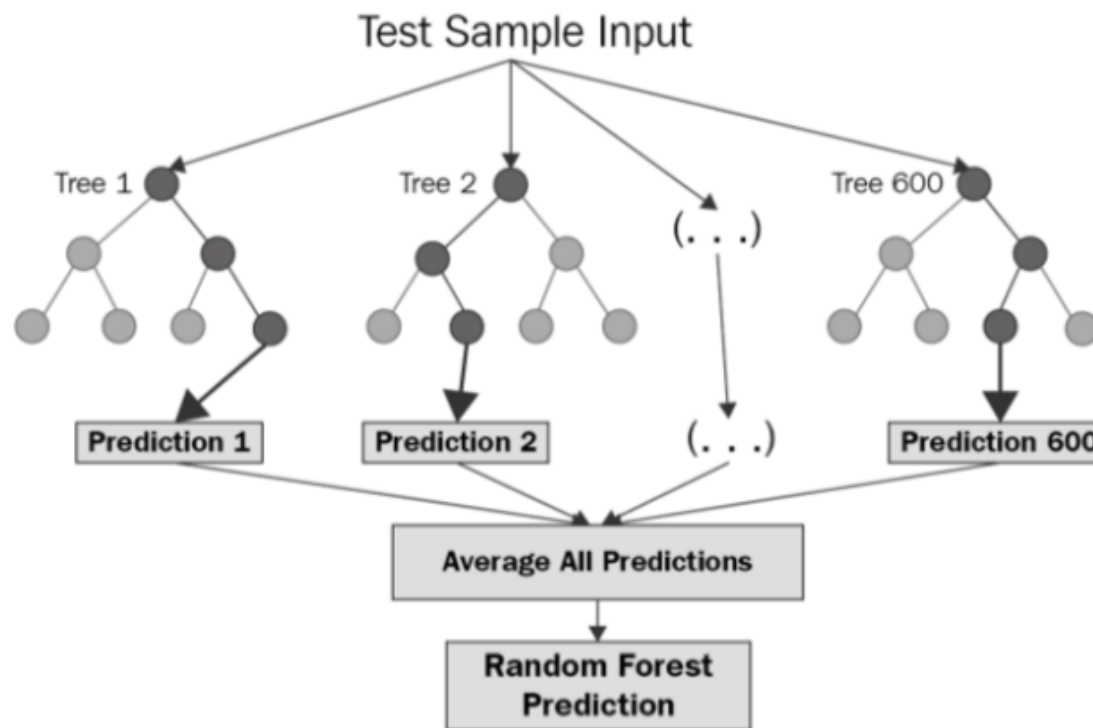 Test Sample Input
Tree 1
Tree 2
(. . .)
Tree 600
Prediction 1
Prediction 2
(. . .)
Prediction 600
Average All Predictions
Random Forest
Prediction